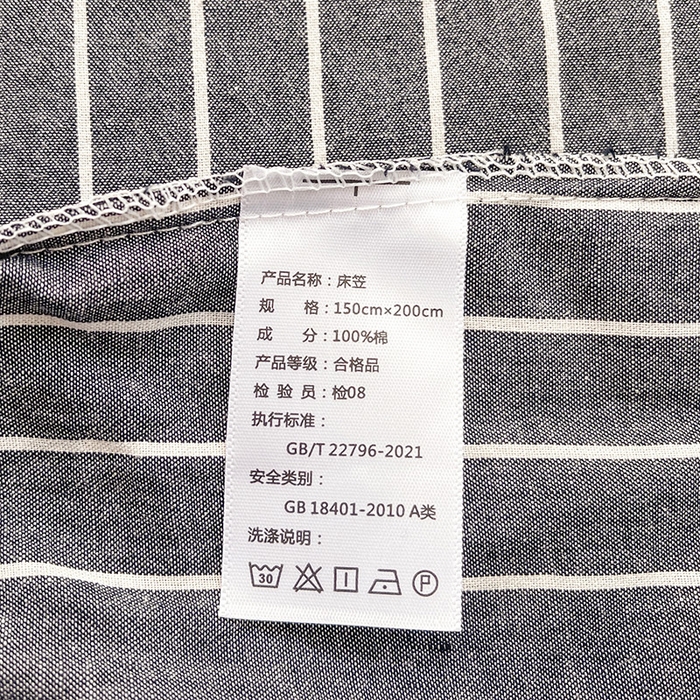 产品名称：床笠
规 格：150cm×200cm
成 分：100%棉
产品等级：合格品
检 验 员：检08
执行标准：
GB/T 22796-2021
安全类别：
GB 18401-2010 A类
洗涤说明：
30 P